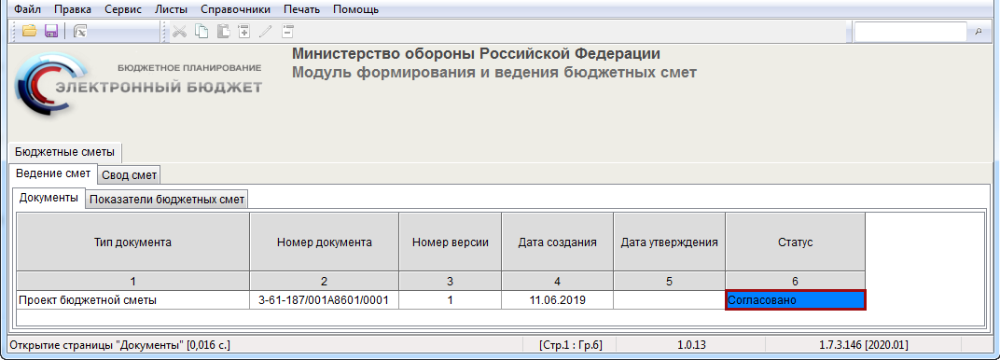 Файл Правка Сервис Листы Справочники Печать Помощь
Министерство обороны Российской Федерации
Модуль формирования и ведения бюджетных смет
БЮДЖЕТНОЕ ПЛАНИРОВАНИЕ
ЭЛЕКТРОННЫЙ БЮДЖЕТ
Бюджетные сметы
Ведение смет Свод смет
Документы Показатели бюджетных смет
Тип документа Номер документа Номер версии Дата создания Дата утверждения Статус
1 2 3 4 5 6
Проект бюджетной сметы 3-61-187/001А8601/0001 1 11.06.2019 Согласовано
Открытие страницы "Документы" [0,016 с.] [Стр.1 : Гр.6] 1.0.13 1.7.3.146 [2020.01]